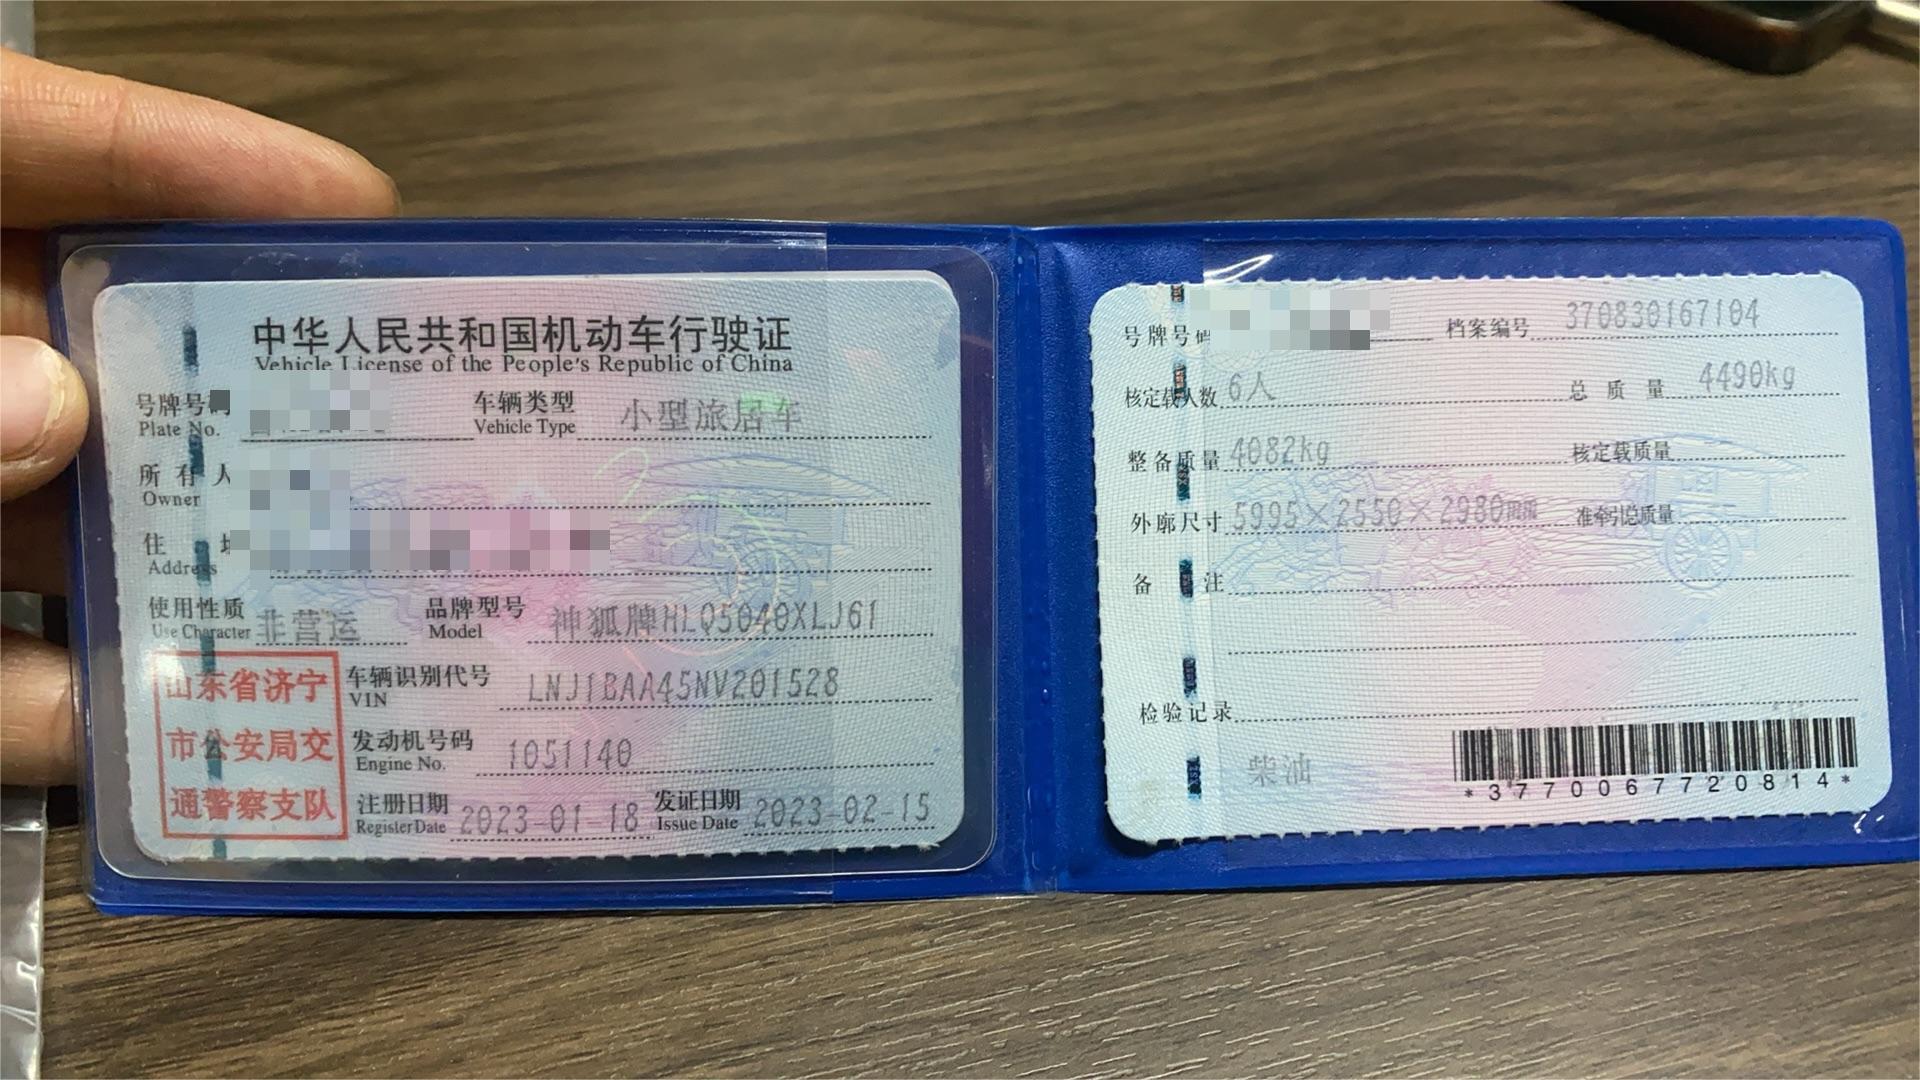 中华人民共和国机动车行驶证
Vehicle License of the People's Republic of China
号牌号码 车辆类型 小型旅居车
Plate No. Vehicle Type
所有人
Owner
住
Address
使用性质 非营运 品牌型号 神狐牌HLQ5040XLJ61
Use Character Model
山东省济宁
市公安局交
通警察支队
车辆识别代号 LNJ1BAA45NV201528
VIN
发动机号码 1051140
Engine No.
注册日期 2023-01-18 发证日期 2023-02-15
Register Date Issue Date
号牌号码 档案编号 370830167104
核定载人数 6人 总质量 4490kg
整备质量 4082kg 核定载质量
外廓尺寸 5995×2550×2980mm 准牵引总质量
备注
检验记录
柴油
*3770067720814*